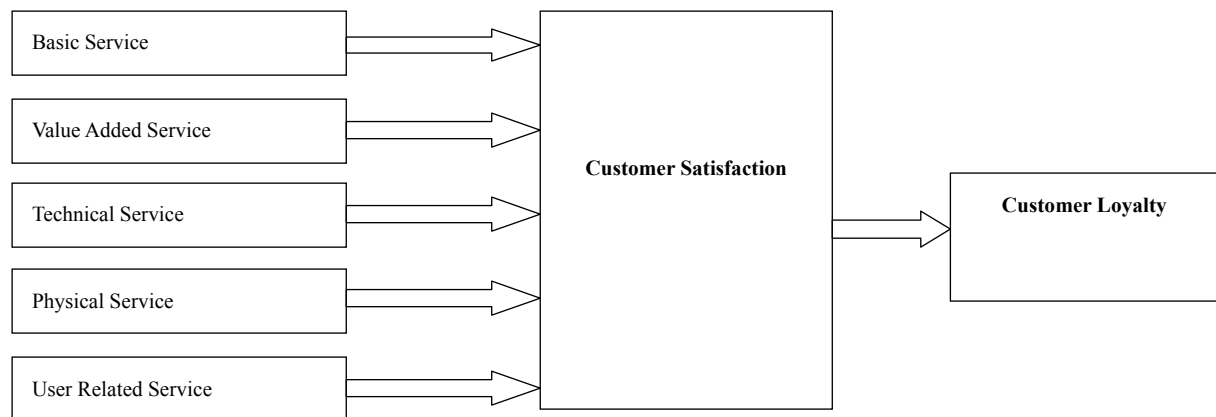 Basic Service
Value Added Service
Technical Service
Physical Service
User Related Service
Customer Satisfaction
Customer Loyalty